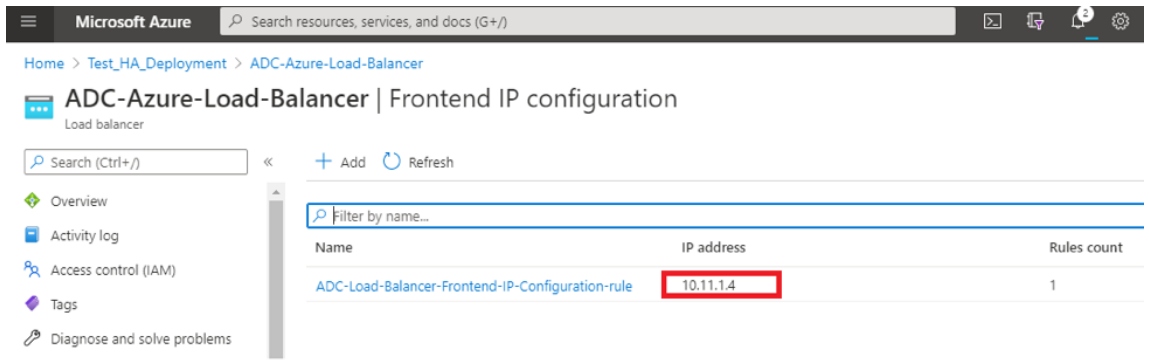 Microsoft Azure
Search resources, services, and docs (G+/)
2
Home > Test_HA_Deployment > ADC-Azure-Load-Balancer
ADC-Azure-Load-Balancer | Frontend IP configuration
Load balancer
Search (Ctrl+/)
«
+ Add
Refresh
Overview
Activity log
Access control (IAM)
Tags
Diagnose and solve problems
Filter by name...
Name IP address Rules count
ADC-Load-Balancer-Frontend-IP-Configuration-rule 10.11.1.4 1